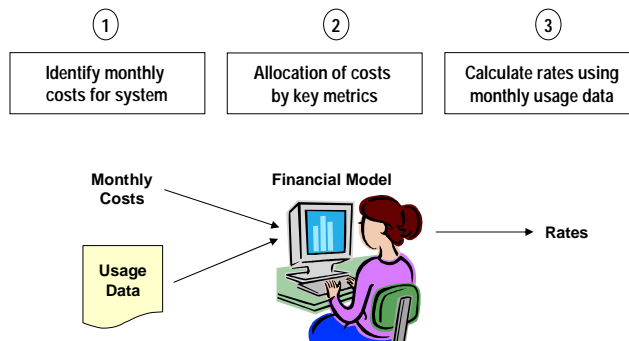 1
2
3
Identify monthly
costs for system
Allocation of costs
by key metrics
Calculate rates using
monthly usage data
Monthly
Costs
Financial Model
Usage
Data
Rates